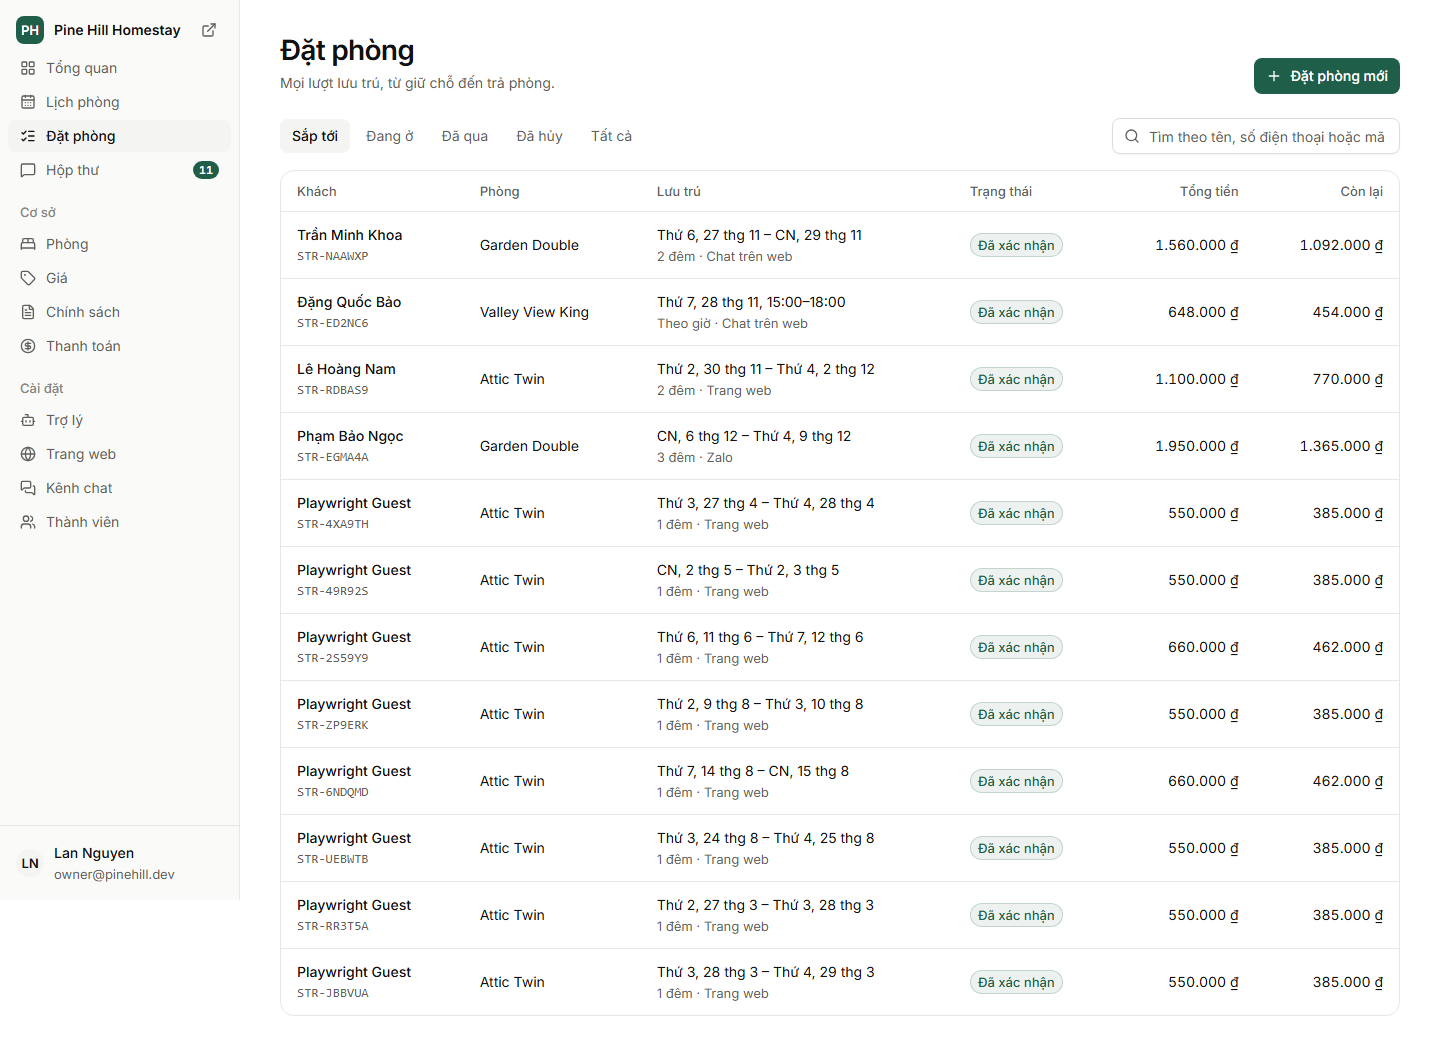 PH Pine Hill Homestay
Tổng quan
Lịch phòng
Đặt phòng
Hộp thư 11
Cơ sở
Phòng
Giá
Chính sách
Thanh toán
Cài đặt
Trợ lý
Trang web
Kênh chat
Thành viên
LN Lan Nguyen
owner@pinehill.dev
Đặt phòng
Mọi lượt lưu trú, từ giữ chỗ đến trả phòng.
Đặt phòng mới
Sắp tới Đang ở Đã qua Đã hủy Tất cả
Tìm theo tên, số điện thoại hoặc mã
Khách Phòng Lưu trú Trạng thái Tổng tiền Còn lại
Trần Minh Khoa Garden Double Thứ 6, 27 thg 11 – CN, 29 thg 11 Đã xác nhận 1.560.000 ₫ 1.092.000 ₫
STR-NAAWXP 2 đêm · Chat trên web
Đặng Quốc Bảo Valley View King Thứ 7, 28 thg 11, 15:00–18:00 Đã xác nhận 648.000 ₫ 454.000 ₫
STR-ED2NC6 Theo giờ · Chat trên web
Lê Hoàng Nam Attic Twin Thứ 2, 30 thg 11 – Thứ 4, 2 thg 12 Đã xác nhận 1.100.000 ₫ 770.000 ₫
STR-RDBAS9 2 đêm · Trang web
Phạm Bảo Ngọc Garden Double CN, 6 thg 12 – Thứ 4, 9 thg 12 Đã xác nhận 1.950.000 ₫ 1.365.000 ₫
STR-EGMA4A 3 đêm · Zalo
Playwright Guest Attic Twin Thứ 3, 27 thg 4 – Thứ 4, 28 thg 4 Đã xác nhận 550.000 ₫ 385.000 ₫
STR-4XA9TH 1 đêm · Trang web
Playwright Guest Attic Twin CN, 2 thg 5 – Thứ 2, 3 thg 5 Đã xác nhận 550.000 ₫ 385.000 ₫
STR-49R92S 1 đêm · Trang web
Playwright Guest Attic Twin Thứ 6, 11 thg 6 – Thứ 7, 12 thg 6 Đã xác nhận 660.000 ₫ 462.000 ₫
STR-2S59Y9 1 đêm · Trang web
Playwright Guest Attic Twin Thứ 2, 9 thg 8 – Thứ 3, 10 thg 8 Đã xác nhận 550.000 ₫ 385.000 ₫
STR-ZP9ERK 1 đêm · Trang web
Playwright Guest Attic Twin Thứ 7, 14 thg 8 – CN, 15 thg 8 Đã xác nhận 660.000 ₫ 462.000 ₫
STR-6NDQMD 1 đêm · Trang web
Playwright Guest Attic Twin Thứ 3, 24 thg 8 – Thứ 4, 25 thg 8 Đã xác nhận 550.000 ₫ 385.000 ₫
STR-UEBWTB 1 đêm · Trang web
Playwright Guest Attic Twin Thứ 2, 27 thg 3 – Thứ 3, 28 thg 3 Đã xác nhận 550.000 ₫ 385.000 ₫
STR-RR3T5A 1 đêm · Trang web
Playwright Guest Attic Twin Thứ 3, 28 thg 3 – Thứ 4, 29 thg 3 Đã xác nhận 550.000 ₫ 385.000 ₫
STR-JBBVUA 1 đêm · Trang web